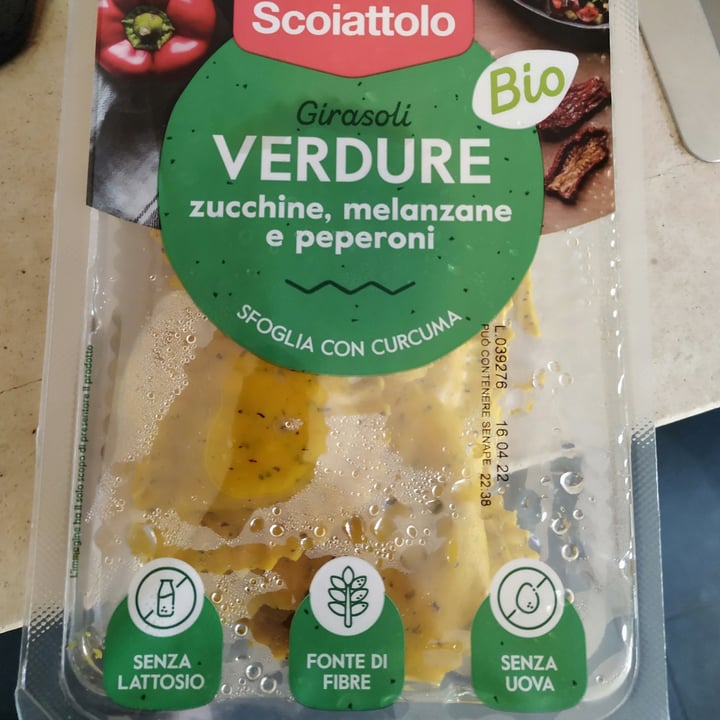 Scoiattolo
Bio
Girasoli
VERDURE
zucchine, melanzane
e peperoni
SFOGLIA CON CURCUMA
L.039276 16 04 22
PUÒ CONTENERE SENAPE 22:38
L'immagine ha il solo scopo di presentare il prodotto
SENZA
LATTOSIO
FONTE DI
FIBRE
SENZA
UOVA